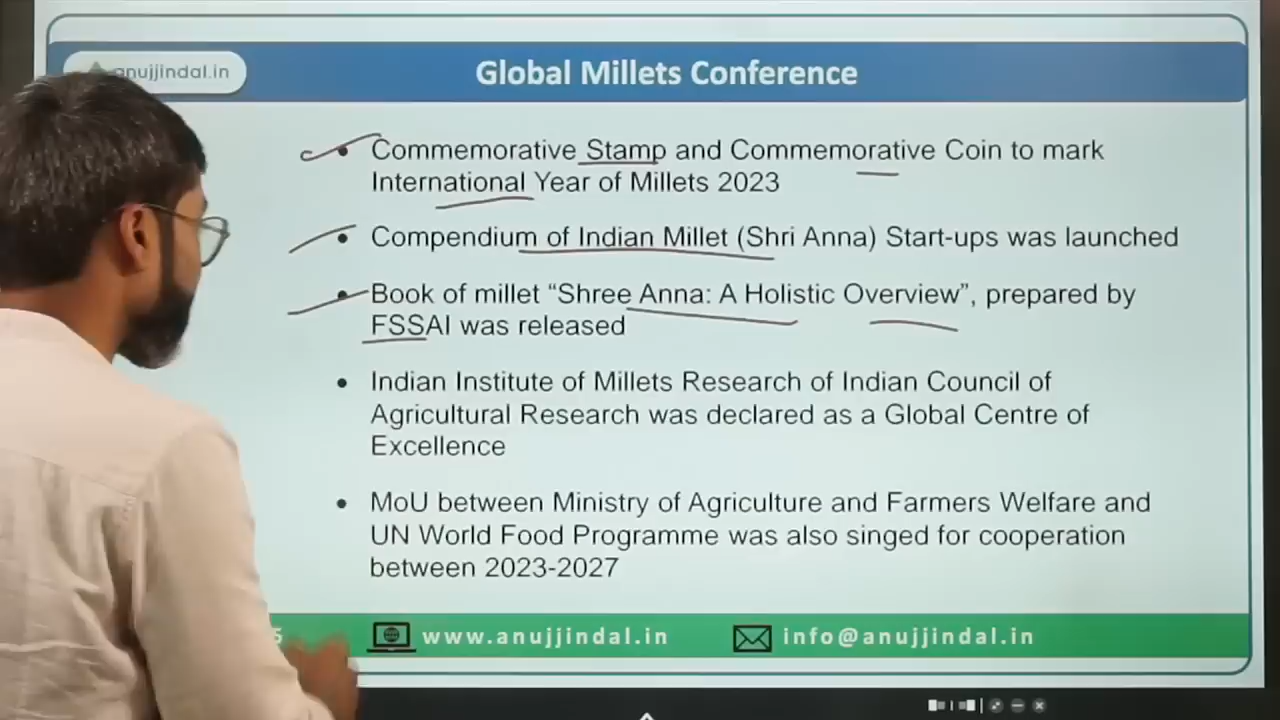 anujjindal.in
Global Millets Conference
• Commemorative Stamp and Commemorative Coin to mark
International Year of Millets 2023
• Compendium of Indian Millet (Shri Anna) Start-ups was launched
• Book of millet “Shree Anna: A Holistic Overview”, prepared by
FSSAI was released
• Indian Institute of Millets Research of Indian Council of
Agricultural Research was declared as a Global Centre of
Excellence
• MoU between Ministry of Agriculture and Farmers Welfare and
UN World Food Programme was also singed for cooperation
between 2023-2027
5 www.anujjindal.in info@anujjindal.in